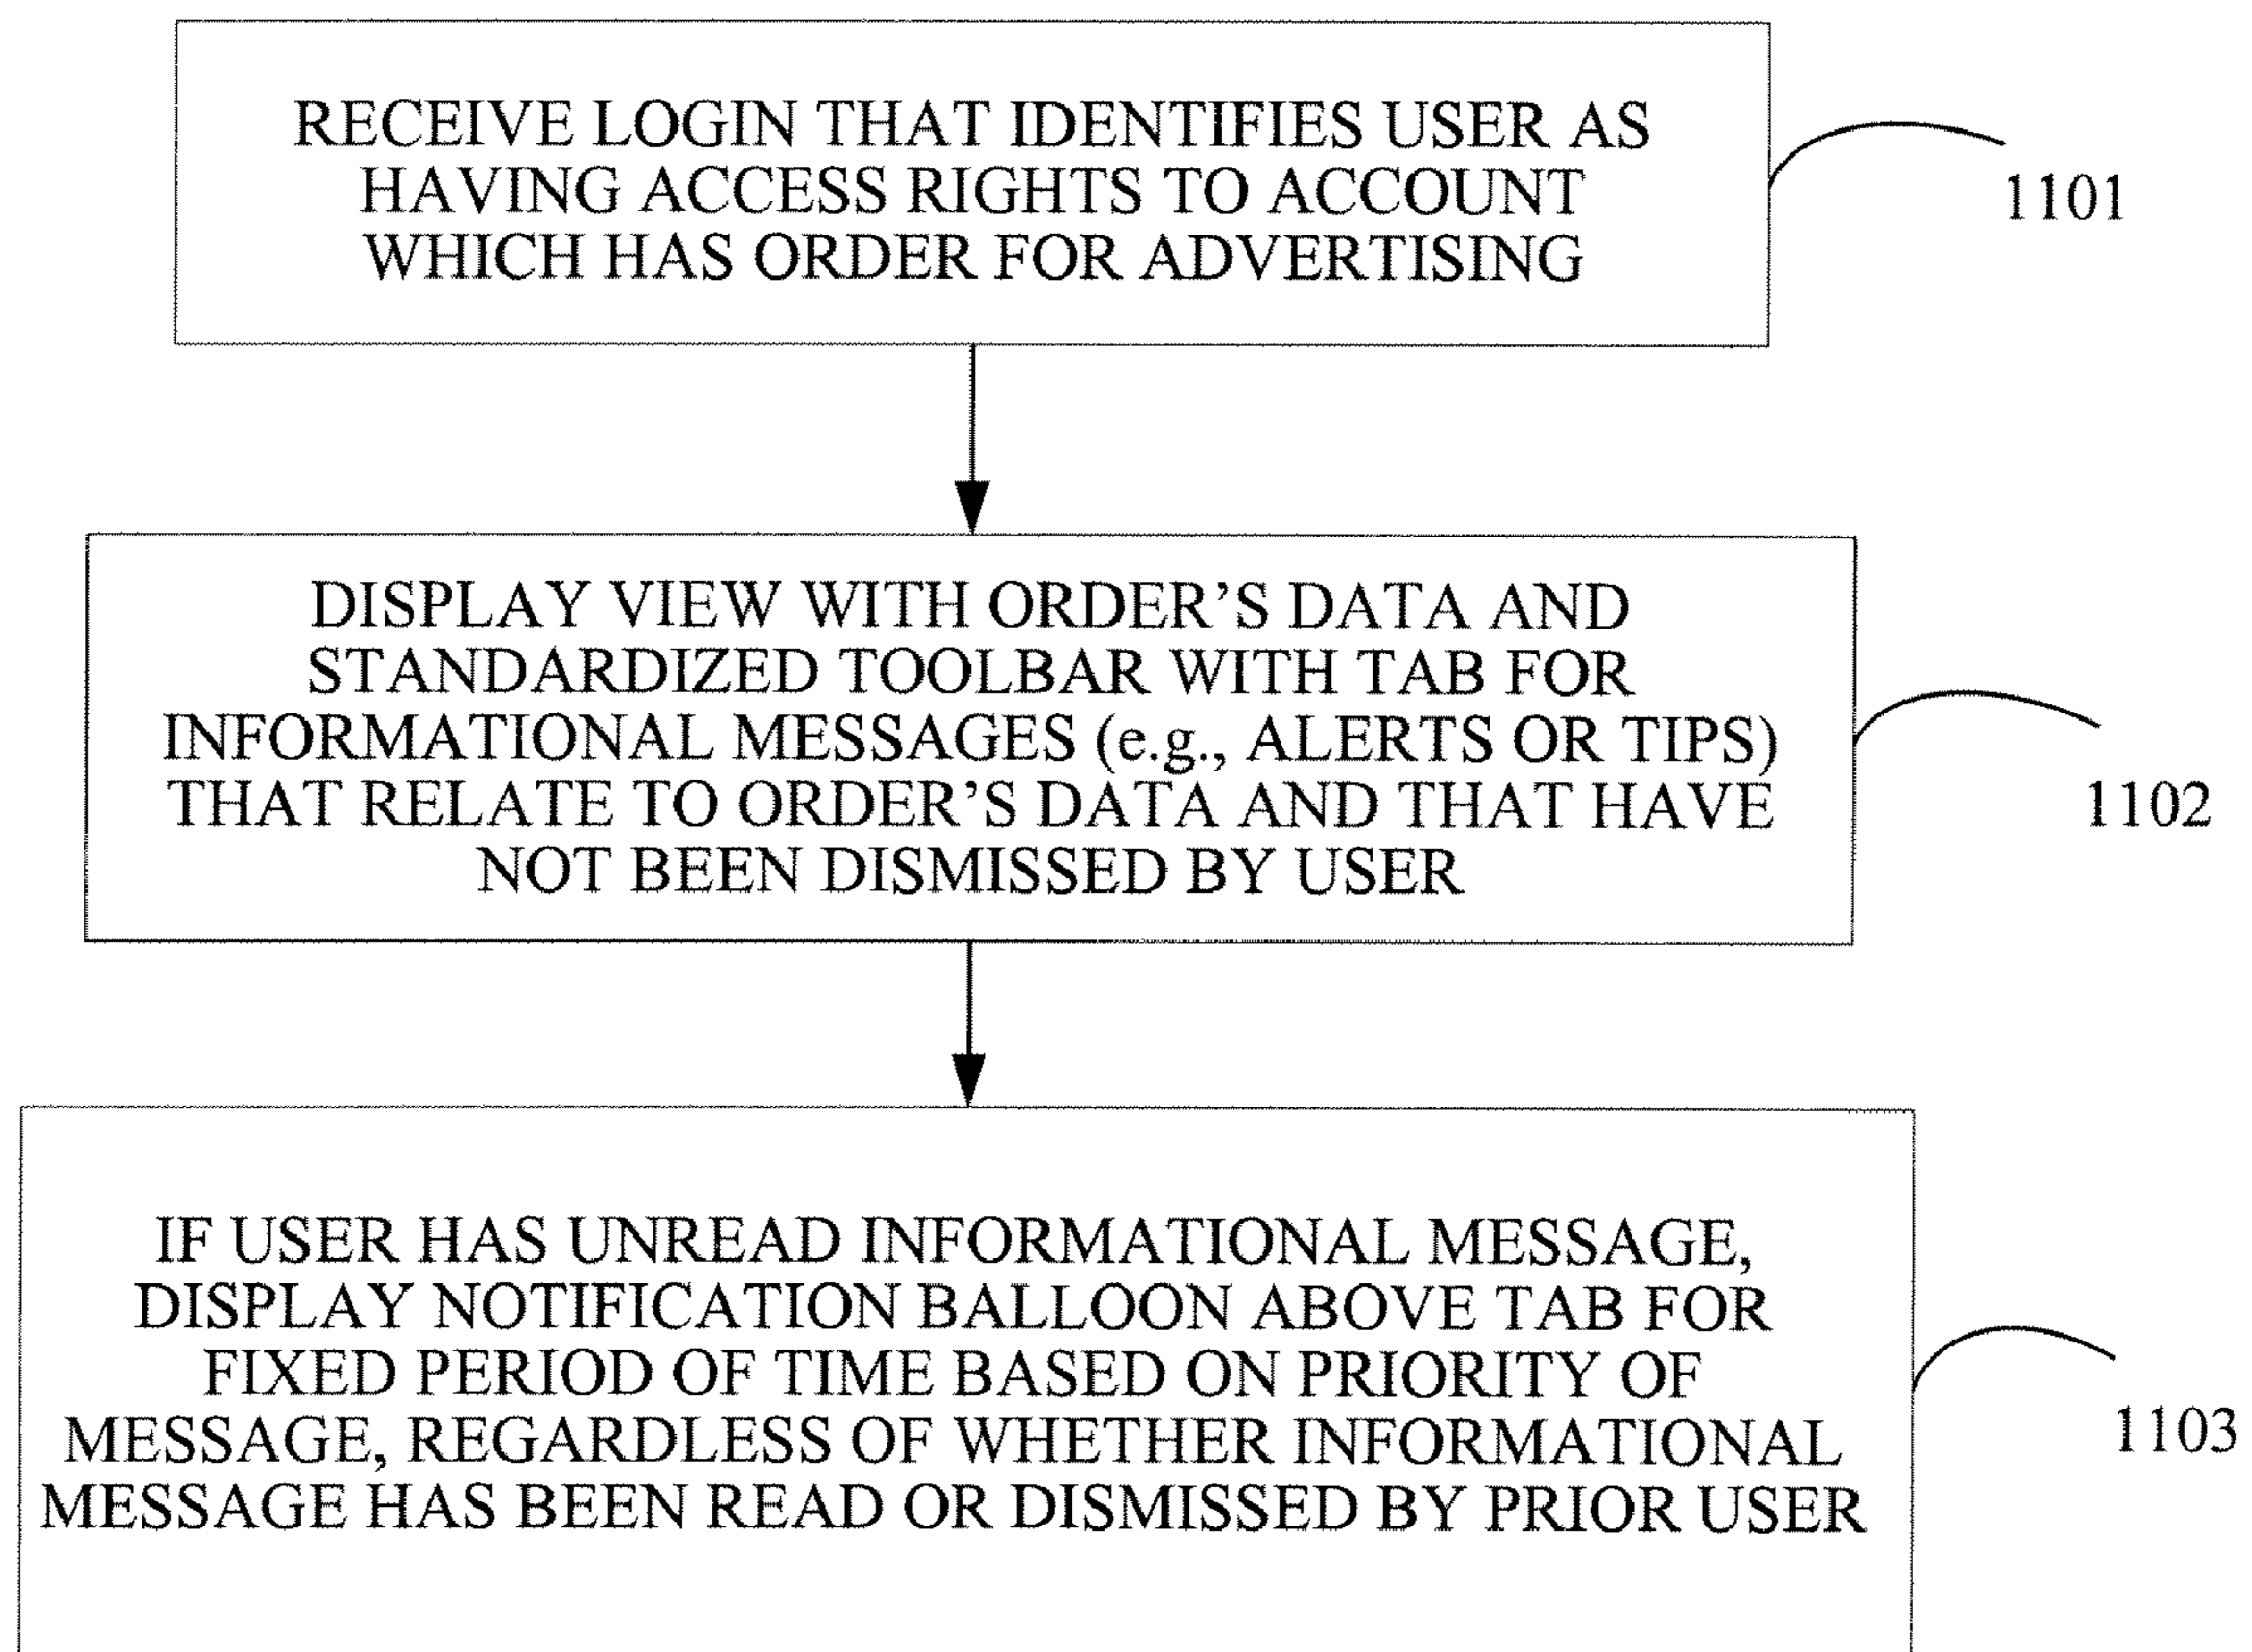 RECEIVE LOGIN THAT IDENTIFIES USER AS
HAVING ACCESS RIGHTS TO ACCOUNT
WHICH HAS ORDER FOR ADVERTISING
1101
DISPLAY VIEW WITH ORDER’S DATA AND
STANDARDIZED TOOLBAR WITH TAB FOR
INFORMATIONAL MESSAGES (e.g., ALERTS OR TIPS)
THAT RELATE TO ORDER’S DATA AND THAT HAVE
NOT BEEN DISMISSED BY USER
1102
IF USER HAS UNREAD INFORMATIONAL MESSAGE,
DISPLAY NOTIFICATION BALLOON ABOVE TAB FOR
FIXED PERIOD OF TIME BASED ON PRIORITY OF
MESSAGE, REGARDLESS OF WHETHER INFORMATIONAL
MESSAGE HAS BEEN READ OR DISMISSED BY PRIOR USER
1103